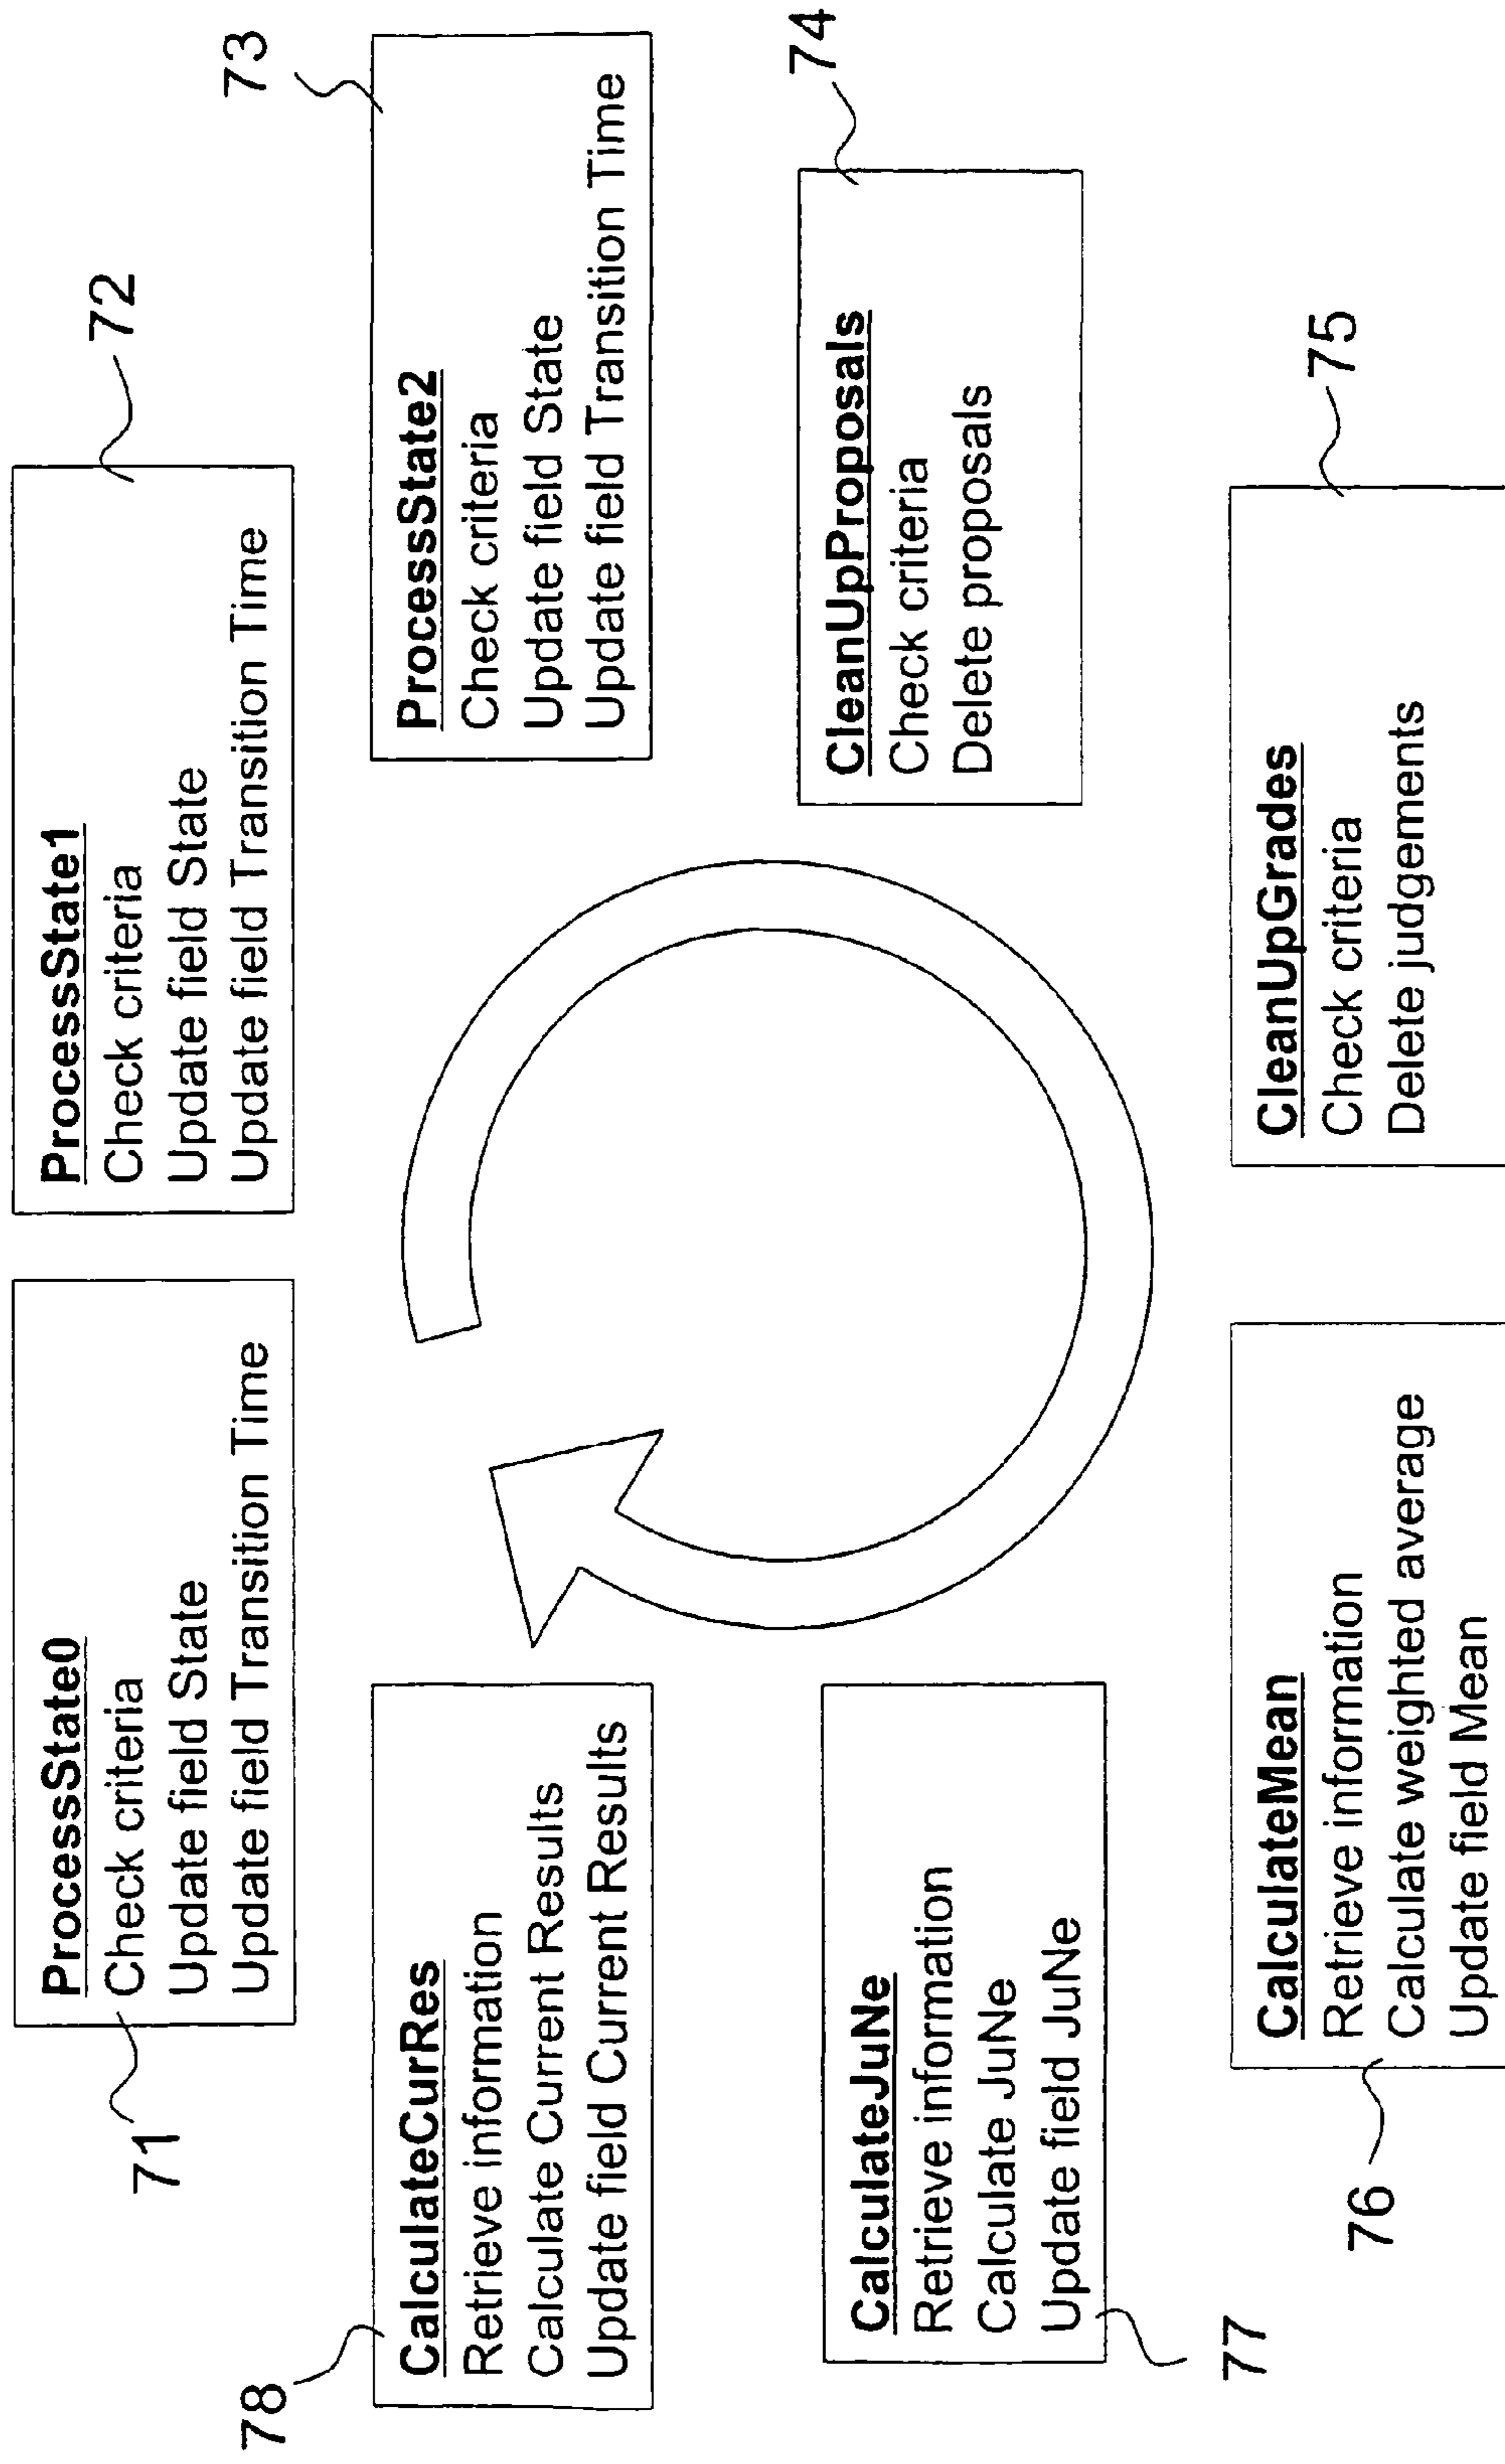 71
ProcessState0
Check criteria
Update field State
Update field Transition Time
72
ProcessState1
Check criteria
Update field State
Update field Transition Time
73
ProcessState2
Check criteria
Update field State
Update field Transition Time
74
CleanUpProposals
Check criteria
Delete proposals
75
CleanUpGrades
Check criteria
Delete judgements
76
CalculateMean
Retrieve information
Calculate weighted average
Update field Mean
77
CalculateJuNe
Retrieve information
Calculate JuNe
Update field JuNe
78
CalculateCurRes
Retrieve information
Calculate Current Results
Update field Current Results